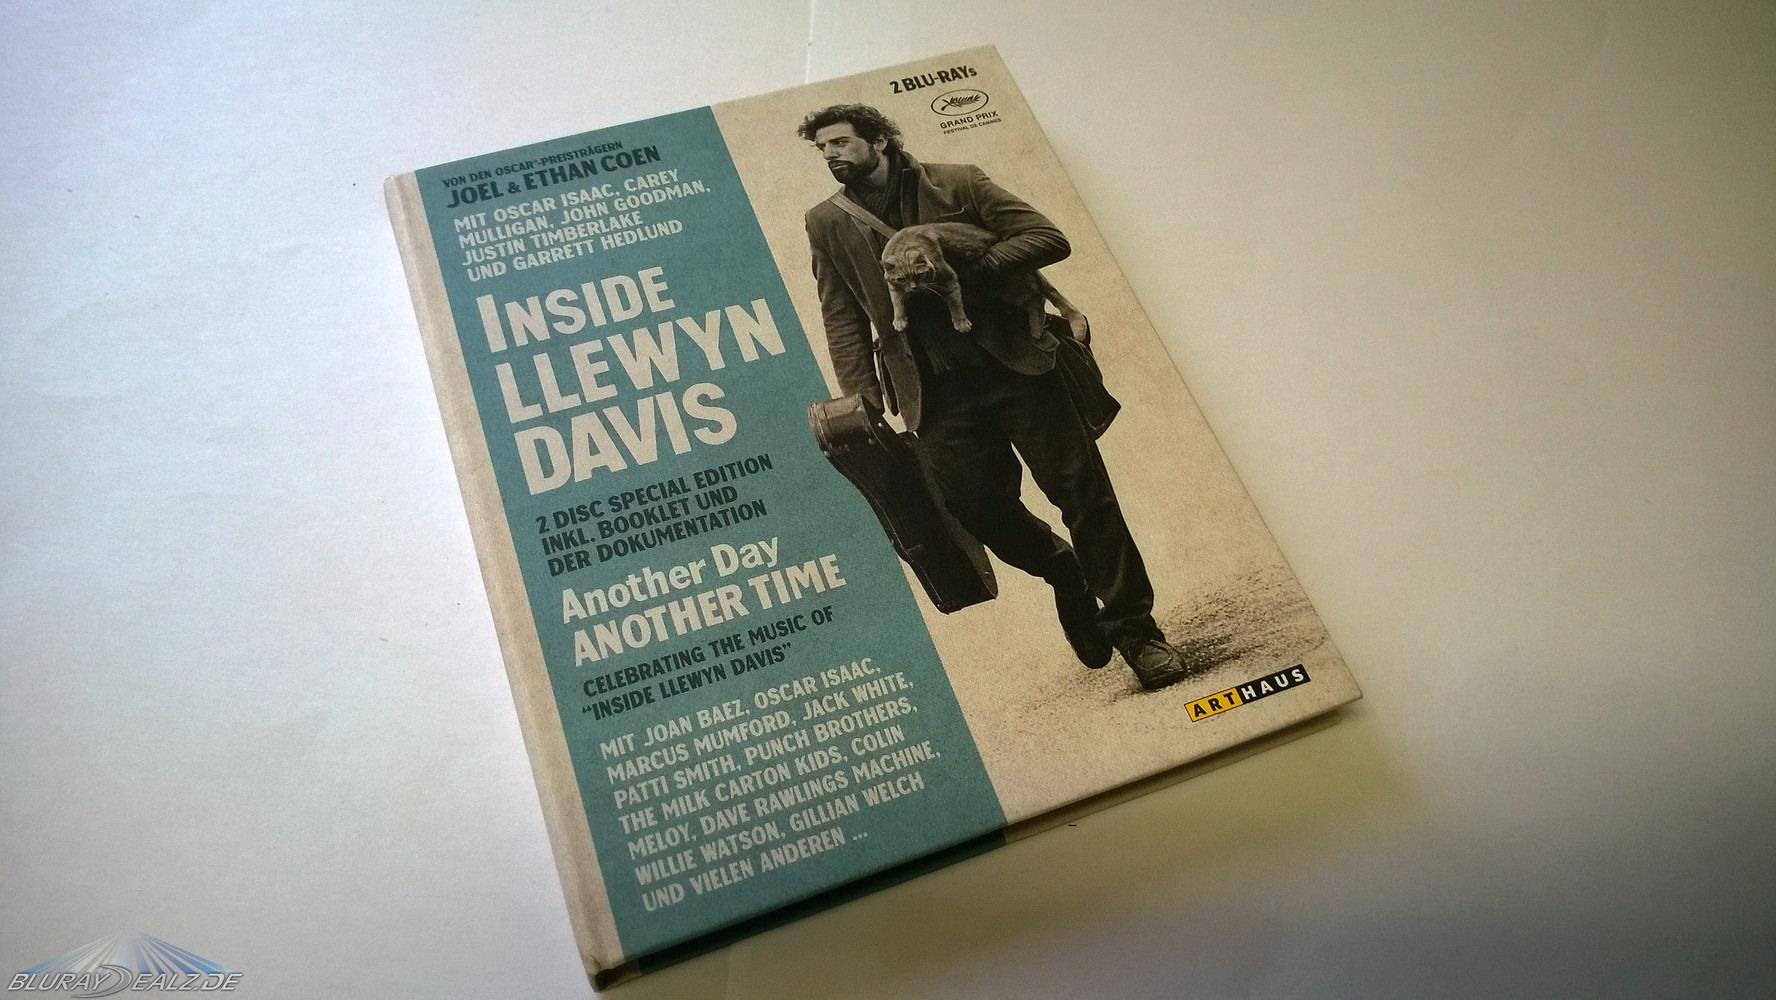 2 BLU-RAYs
GRAND PRIX
FESTIVAL DE CANNES
VON DEN OSCAR®-PREISTRÄGERN
JOEL & ETHAN COEN
MIT OSCAR ISAAC, CAREY
MULLIGAN, JOHN GOODMAN,
JUSTIN TIMBERLAKE
UND GARRETT HEDLUND
INSIDE
LLEWYN
DAVIS
2 DISC SPECIAL EDITION
INKL. BOOKLET UND
DER DOKUMENTATION
Another Day
ANOTHER TIME
CELEBRATING THE MUSIC OF
“INSIDE LLEWYN DAVIS”
MIT JOAN BAEZ, OSCAR ISAAC,
MARCUS MUMFORD, JACK WHITE,
PATTI SMITH, PUNCH BROTHERS,
THE MILK CARTON KIDS, COLIN
MELOY, DAVE RAWLINGS MACHINE,
WILLIE WATSON, GILLIAN WELCH
UND VIELEN ANDEREN ...
ARTHAUS
BLURAYDEALZ.DE